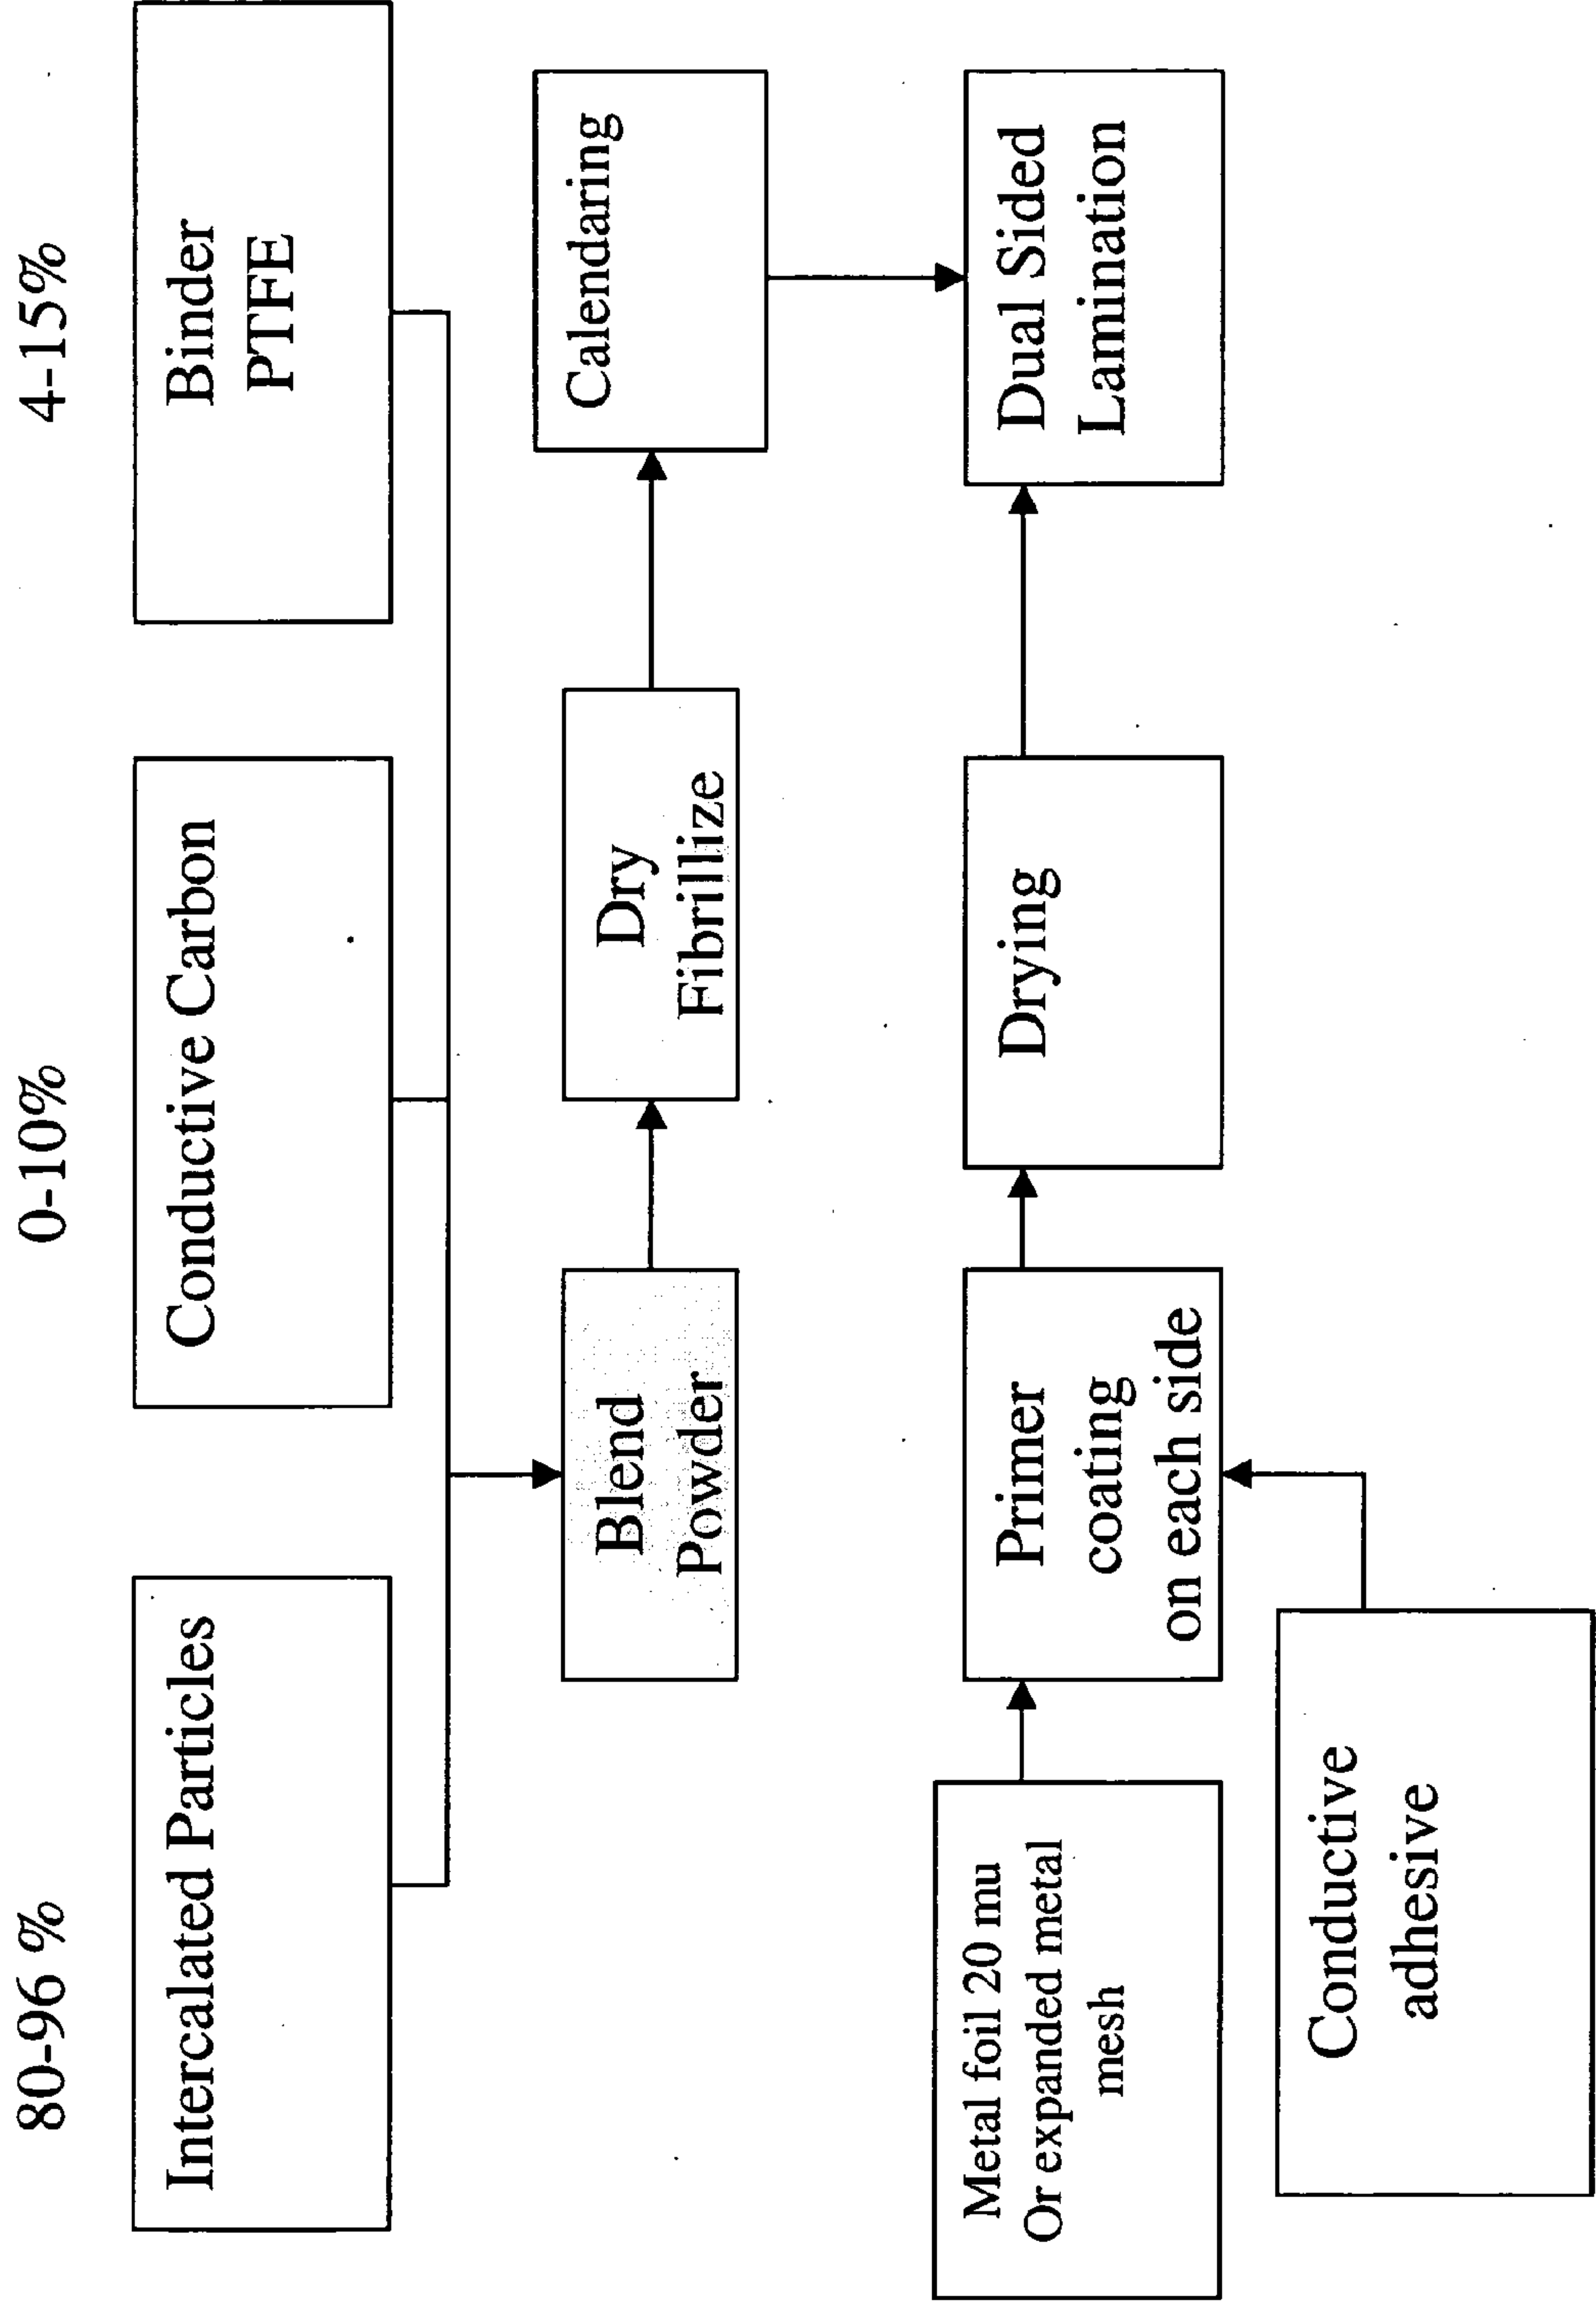 80-96 %
0-10%
4-15%
Intercalated Particles
Conductive Carbon
Binder
PTFE
Blend
Powder
Dry
Fibrillize
Calendaring
Metal foil 20 mu
Or expanded metal
mesh
Primer
coating
on each side
Drying
Dual Sided
Lamination
Conductive
adhesive